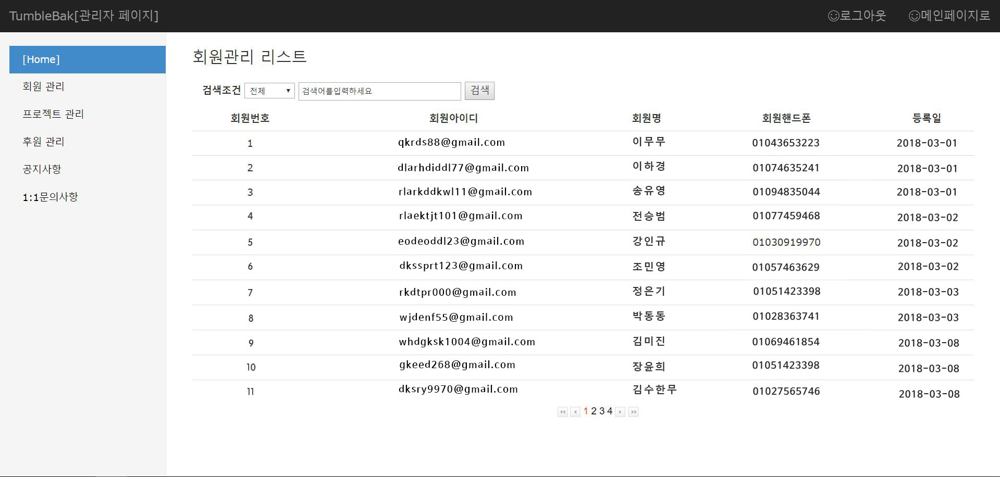 TumbleBak[관리자 페이지] ☺로그아웃 ☺메인페이지로
[Home]
회원 관리
프로젝트 관리
후원 관리
공지사항
1:1문의사항
회원관리 리스트
검색조건 전체 ▼ 검색어를입력하세요 검색
회원번호 회원아이디 회원명 회원핸드폰 등록일
1 qkrds88@gmail.com 이무무 01043653223 2018-03-01
2 dlarhdiddl77@gmail.com 이하경 01074635241 2018-03-01
3 rlarkddkwl11@gmail.com 송유영 01094835044 2018-03-01
4 rlaektjt101@gmail.com 전승범 01077459468 2018-03-02
5 eodeoddl23@gmail.com 강인규 01030919970 2018-03-02
6 dkssprt123@gmail.com 조민영 01057463629 2018-03-02
7 rkdtpr000@gmail.com 정은기 01051423398 2018-03-03
8 wjdenf55@gmail.com 박동동 01028363741 2018-03-03
9 whdgksk1004@gmail.com 김미진 01069461854 2018-03-08
10 gkeed268@gmail.com 장윤희 01051423398 2018-03-08
11 dksry9970@gmail.com 김수한무 01027565746 2018-03-08
1 2 3 4